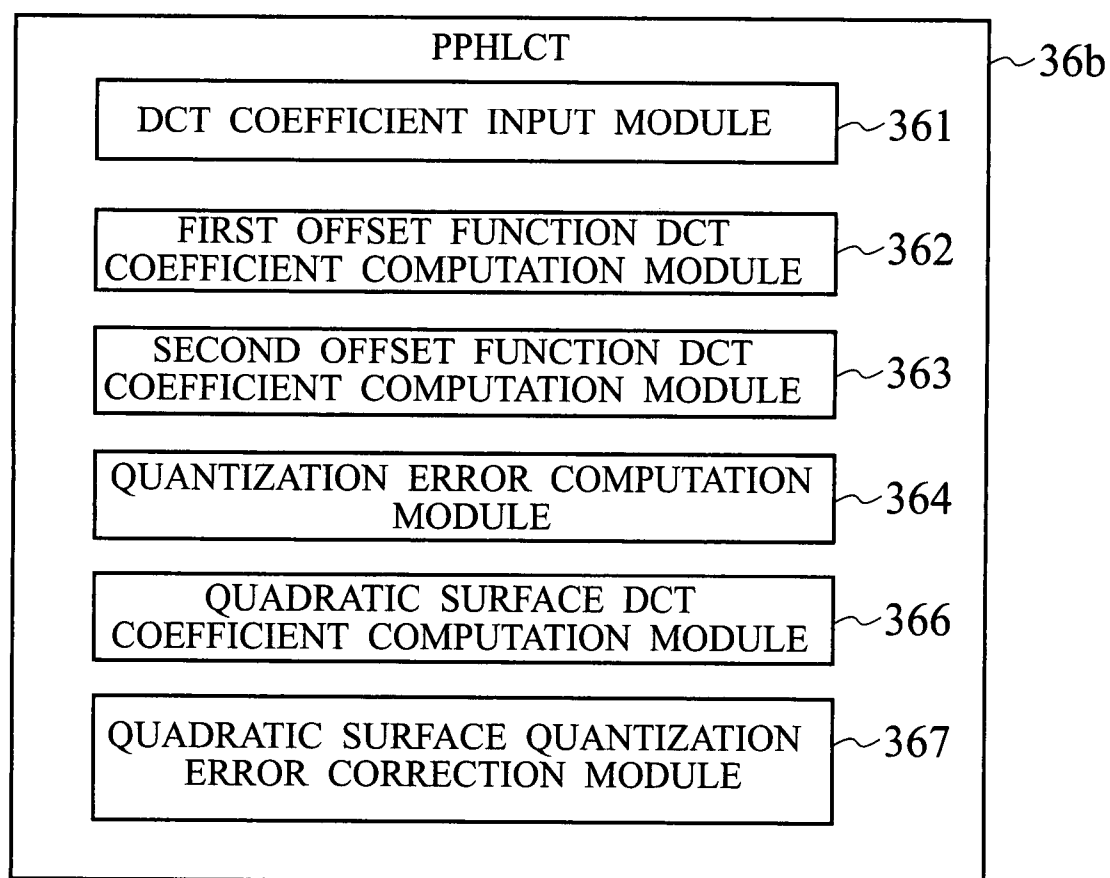 PPHLCT
36b
DCT COEFFICIENT INPUT MODULE
361
FIRST OFFSET FUNCTION DCT
COEFFICIENT COMPUTATION MODULE
362
SECOND OFFSET FUNCTION DCT
COEFFICIENT COMPUTATION MODULE
363
QUANTIZATION ERROR COMPUTATION
MODULE
364
QUADRATIC SURFACE DCT
COEFFICIENT COMPUTATION MODULE
366
QUADRATIC SURFACE QUANTIZATION
ERROR CORRECTION MODULE
367